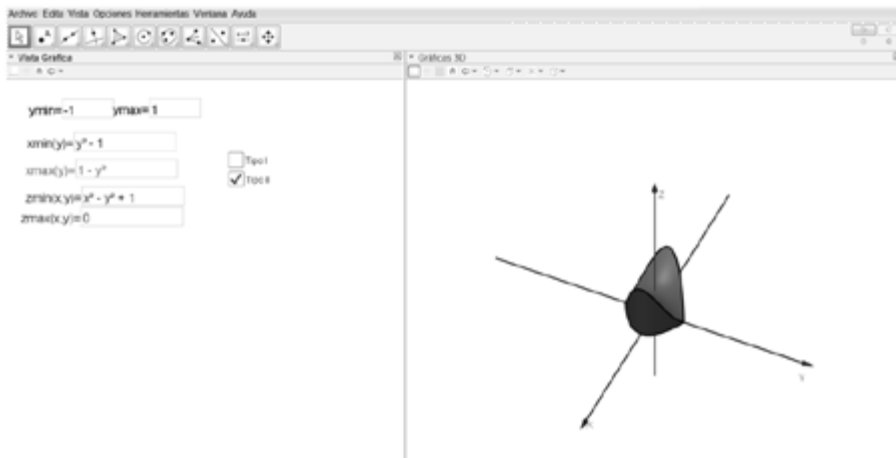 Archivo Edita Vista Opciones Herramientas Ventana Ayuda
Vista Gráfica
Gráficas 3D
ymin= -1 ymax= 1
xmin(y)= y² - 1
xmax(y)= 1 - y²
zmin(x,y)= x² - y² + 1
zmax(x,y)= 0
Tipo I
Tipo II
Z
Y
X